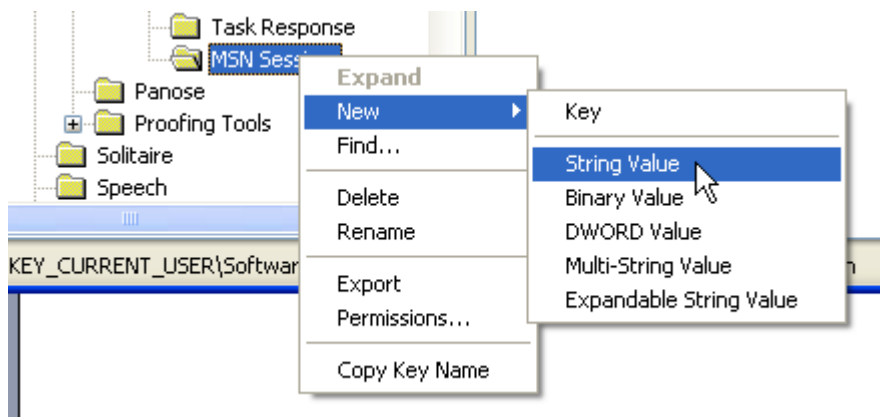 Task Response
MSN Sess
Panose
Proofing Tools
Solitaire
Speech
KEY_CURRENT_USER\Softwar
Expand
New
Find...
Delete
Rename
Export
Permissions...
Copy Key Name
Key
String Value
Binary Value
DWORD Value
Multi-String Value
Expandable String Value